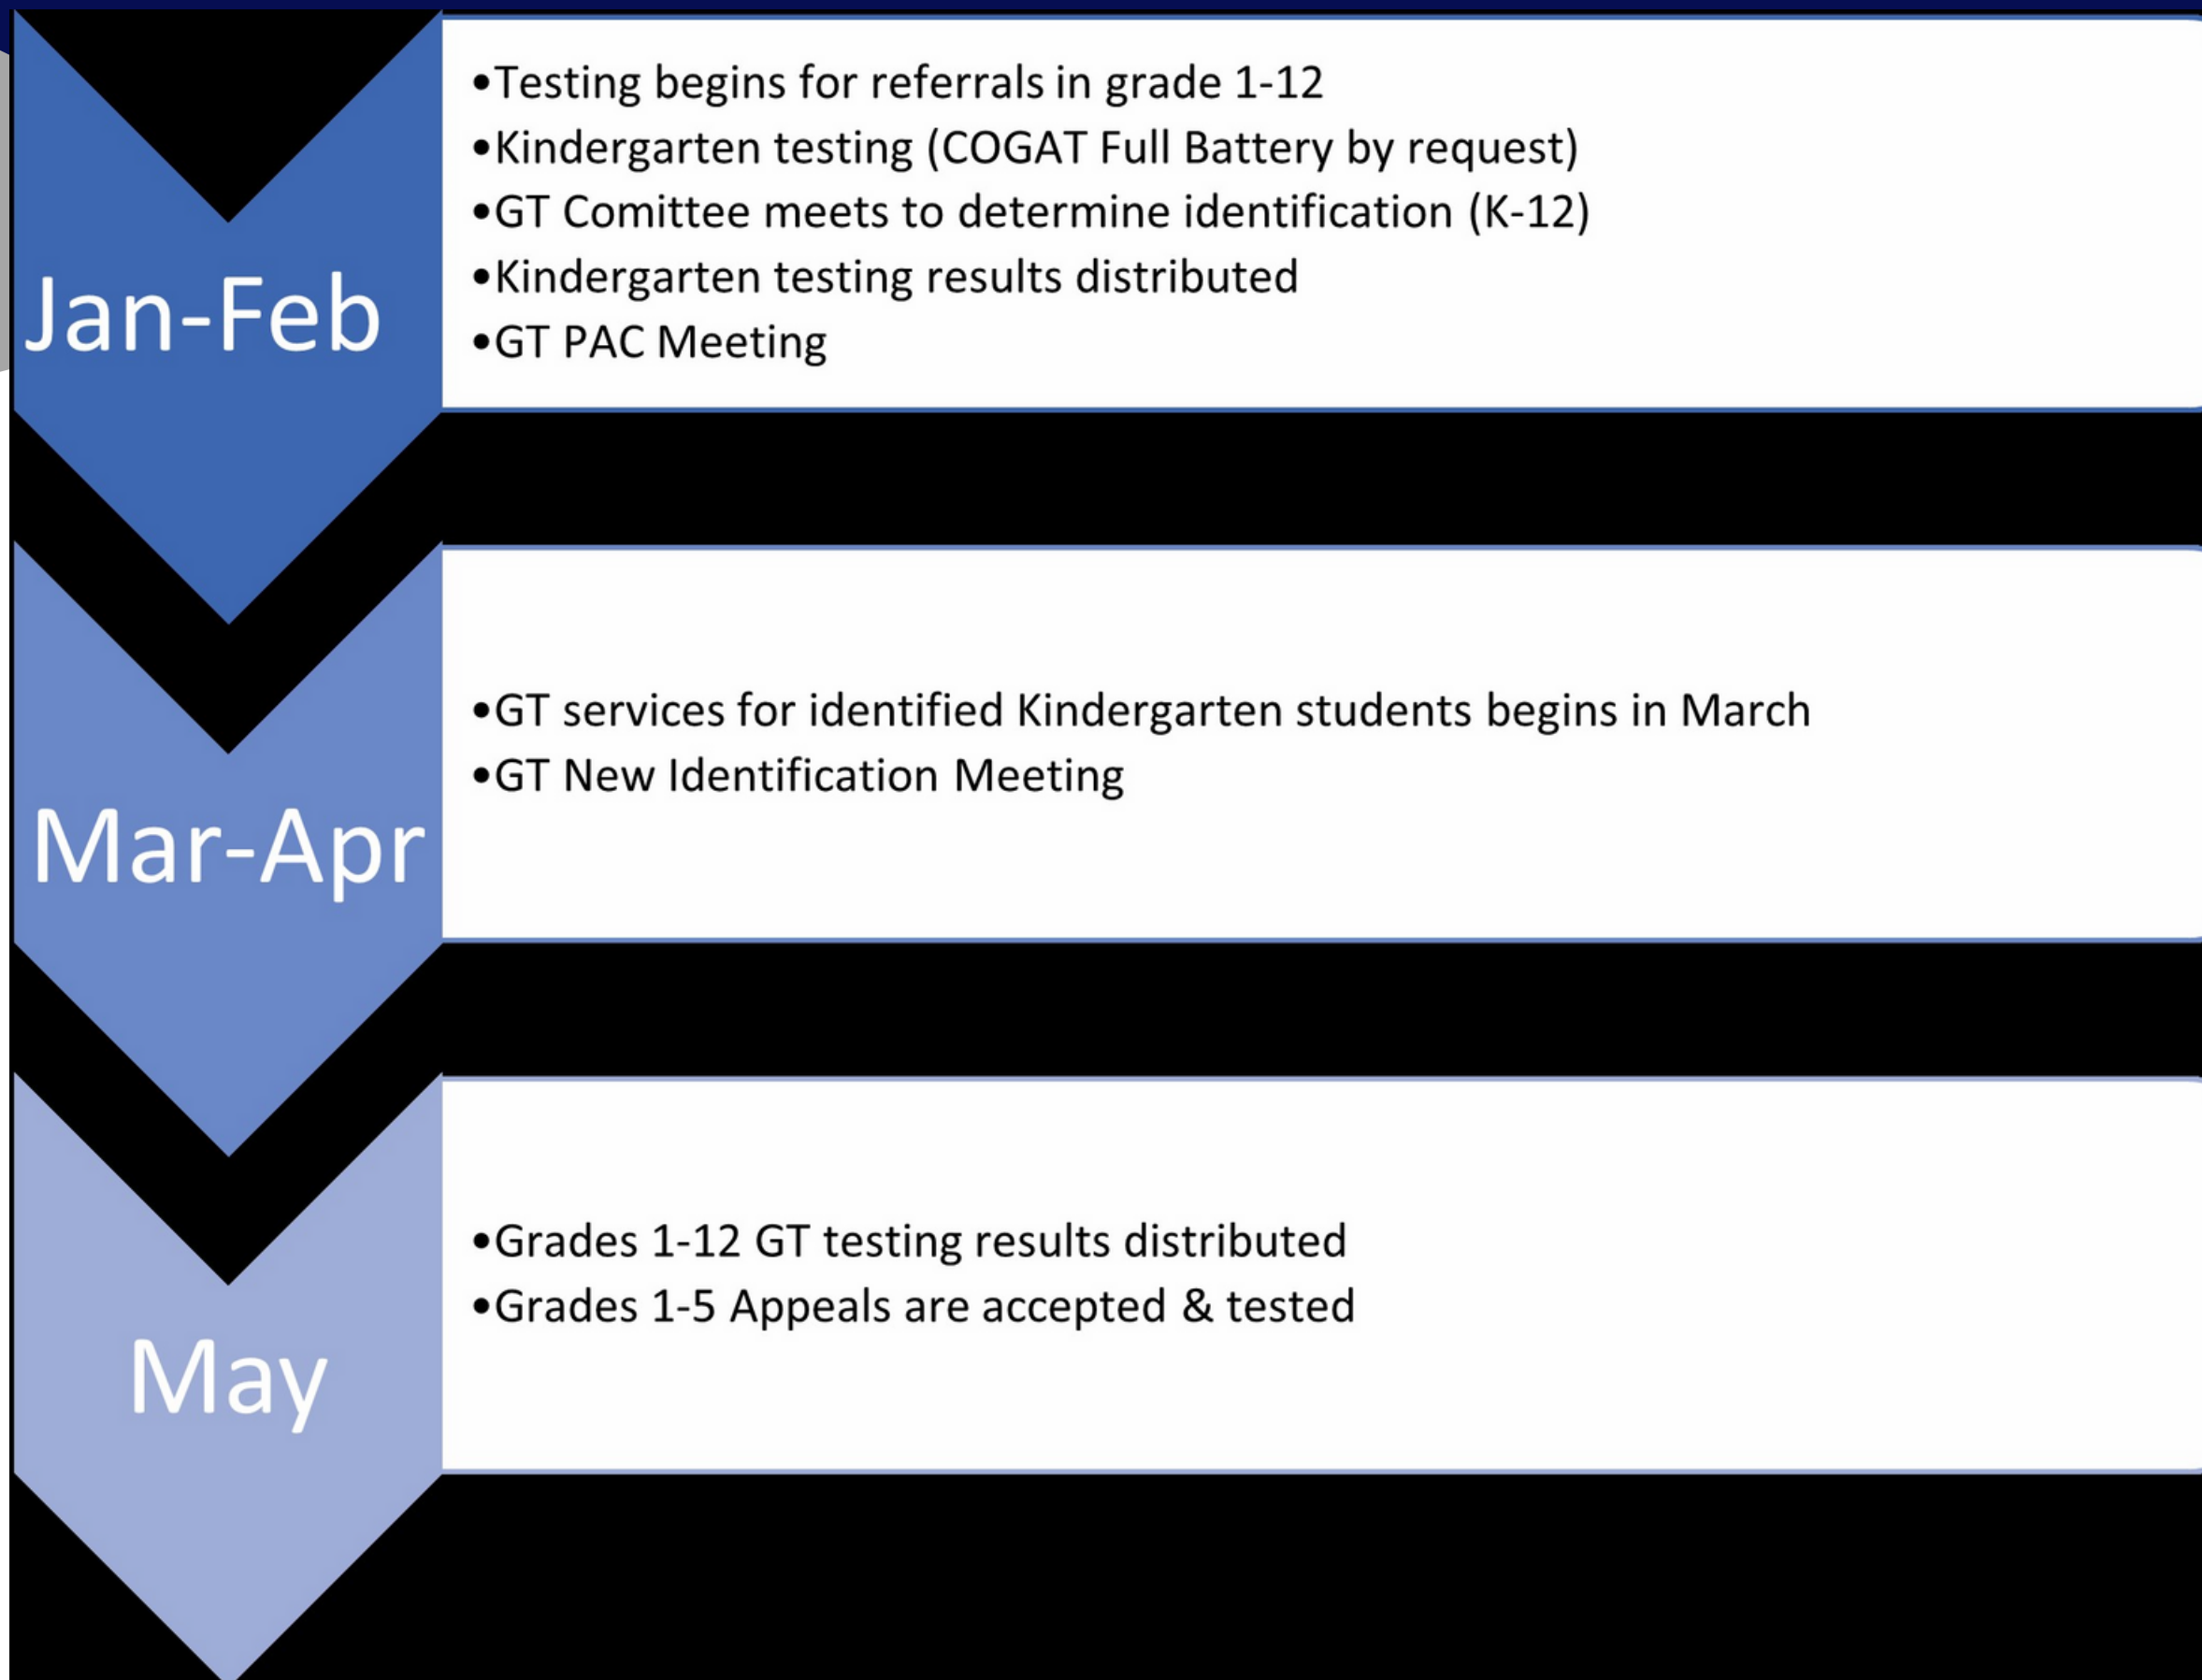 Jan-Feb
•Testing begins for referrals in grade 1-12
•Kindergarten testing (COGAT Full Battery by request)
•GT Comittee meets to determine identification (K-12)
•Kindergarten testing results distributed
•GT PAC Meeting
Mar-Apr
•GT services for identified Kindergarten students begins in March
•GT New Identification Meeting
May
•Grades 1-12 GT testing results distributed
•Grades 1-5 Appeals are accepted & tested